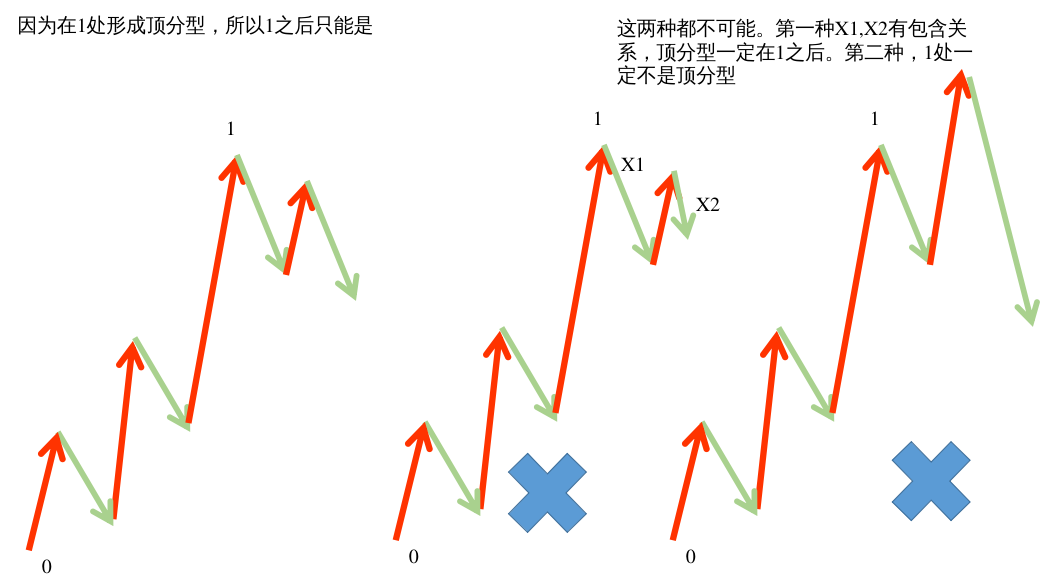 因为在1处形成顶分型，所以1之后只能是
这两种都不可能。第一种X1,X2有包含关
系，顶分型一定在1之后。第二种，1处一
定不是顶分型
1
1
1
X1
X2
0
0
0